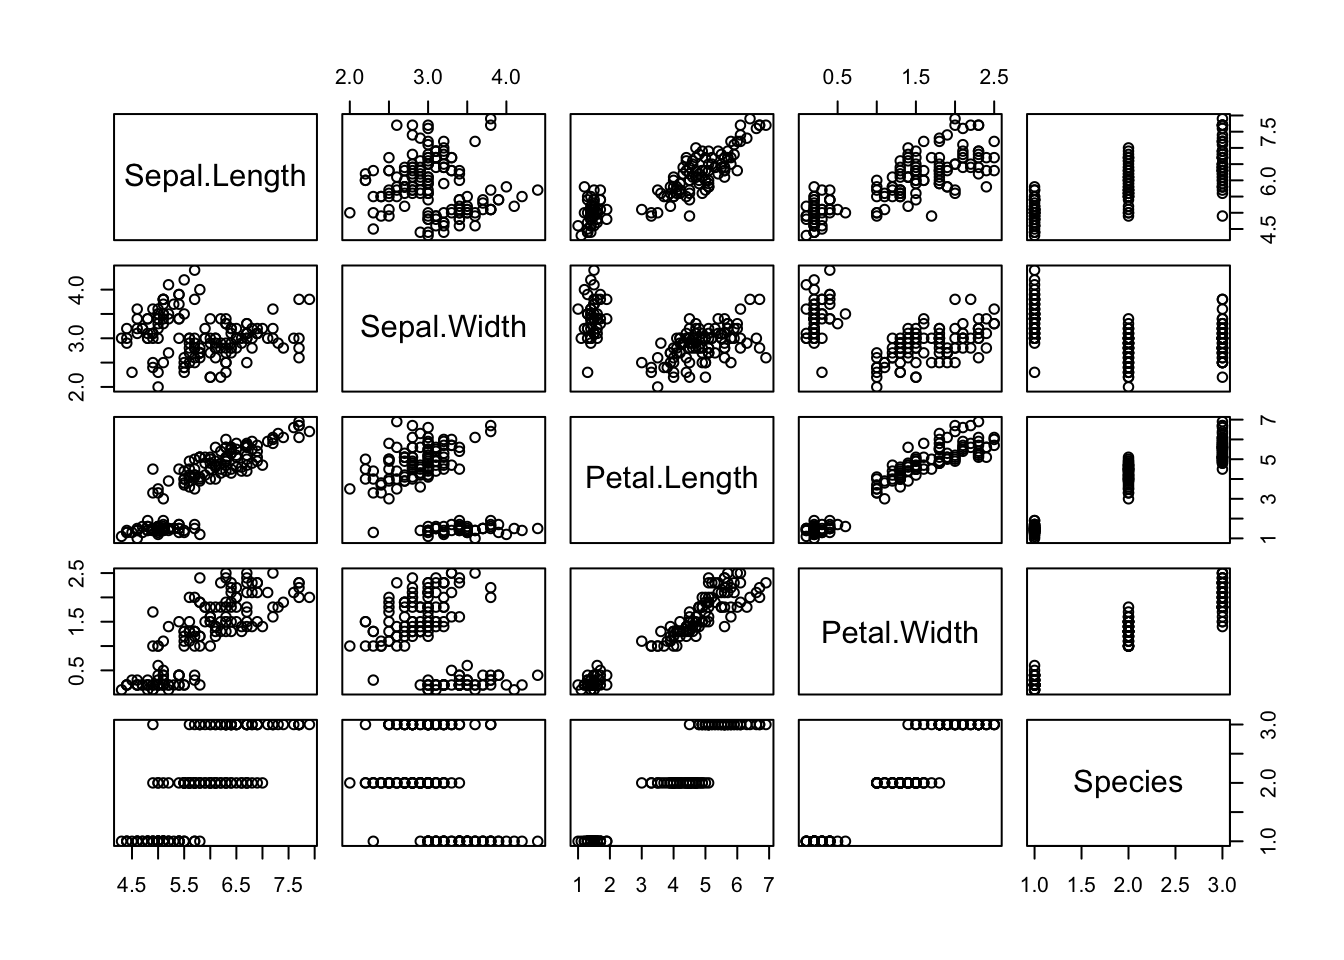 2.0 3.0 4.0 0.5 1.5 2.5
Sepal.Length 4.5 6.0 7.5
2.0 3.0 4.0 Sepal.Width
Petal.Length 1 3 5 7
0.5 1.5 2.5 Petal.Width
Species 1.0 2.0 3.0
4.5 5.5 6.5 7.5 1 2 3 4 5 6 7 1.0 1.5 2.0 2.5 3.0